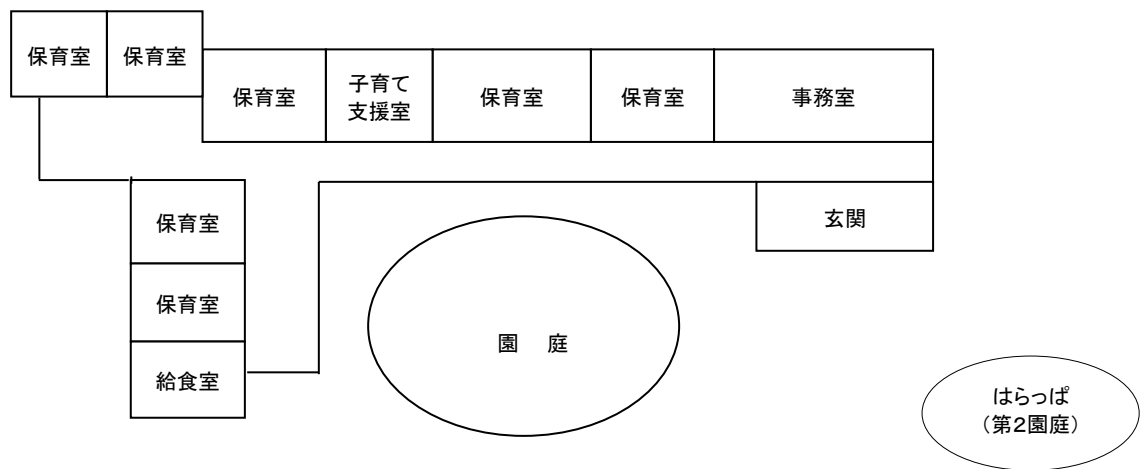 保育室
保育室
保育室
子育て
支援室
保育室
保育室
事務室
保育室
玄関
保育室
園　庭
給食室
はらっぱ
（第２園庭）